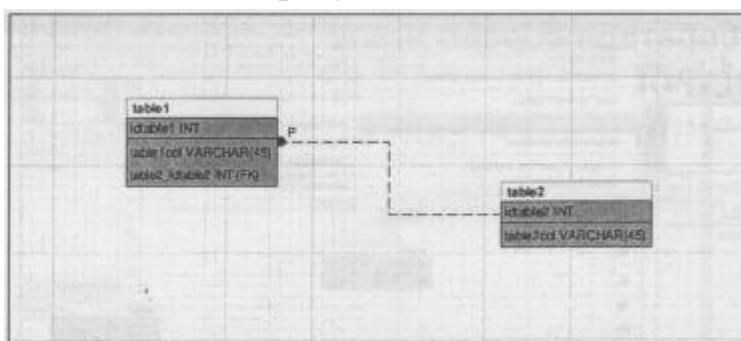 table1
idtable1 INT
table1col VARCHAR(45)
table2_idtable2 INT (FK)
P
table2
idtable2 INT
table2col VARCHAR(45)